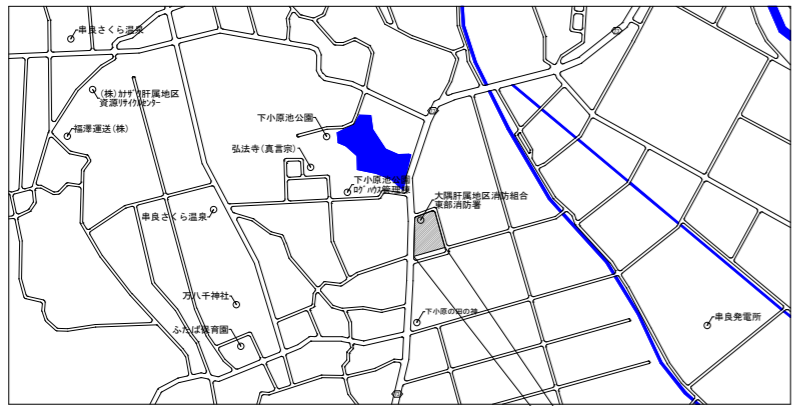 串良さくら温泉
(株)カナザワ肝属地区
資源リサイクルセンター
福澤運送(株)
下小原池公園
弘法寺(真言宗)
下小原池公園
ログハウス管理棟
大隅肝属地区消防組合
東部消防署
串良さくら温泉
万八千神社
ふたば保育園
下小原の田の神
串良発電所